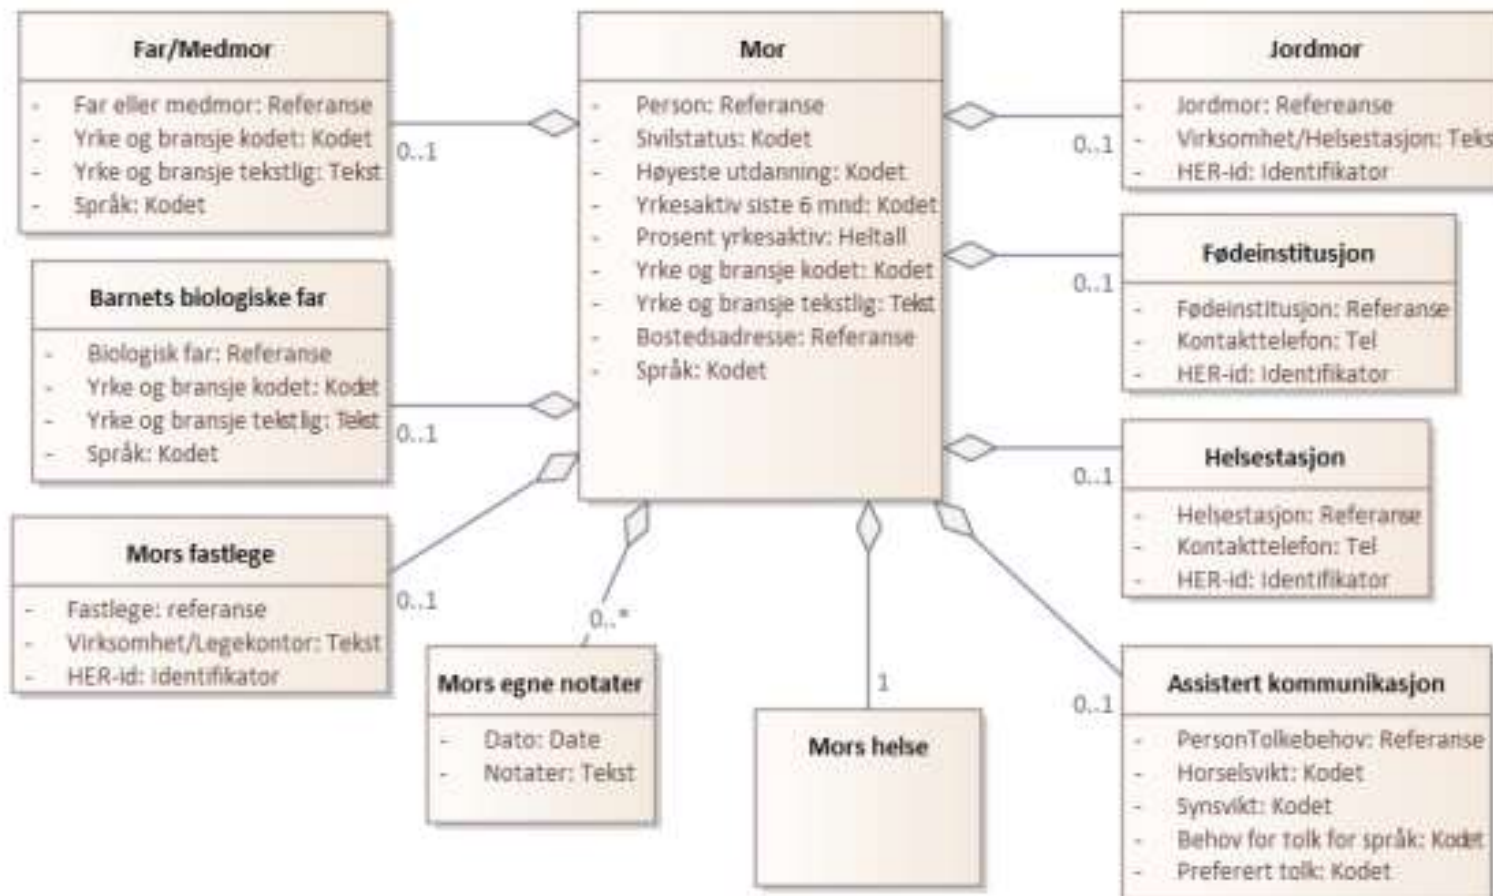 Far/Medmor
- Far eller medmor: Referanse
- Yrke og bransje kodet: Kodet
- Yrke og bransje tekstlig: Tekst
- Språk: Kodet
0..1
Barnets biologiske far
- Biologisk far: Referanse
- Yrke og bransje kodet: Kodet
- Yrke og bransje tekstlig: Tekst
- Språk: Kodet
0..1
Mors fastlege
- Fastlege: referanse
- Virksomhet/Legekontor: Tekst
- HER-id: Identifikator
0..1
Mor
- Person: Referanse
- Sivilstatus: Kodet
- Høyeste utdanning: Kodet
- Yrkesaktiv siste 6 mnd: Kodet
- Prosent yrkesaktiv: Heltall
- Yrke og bransje kodet: Kodet
- Yrke og bransje tekstlig: Tekst
- Bostedsadresse: Referanse
- Språk: Kodet
0..*
Mors egne notater
- Dato: Date
- Notater: Tekst
1
Mors helse
Jordmor
- Jordmor: Refereanse
- Virksomhet/Helsestasjon: Teks
- HER-id: Identifikator
0..1
Fødeinstitusjon
- Fødeinstitusjon: Referanse
- Kontakttelefon: Tel
- HER-id: Identifikator
0..1
Helsestasjon
- Helsestasjon: Referanse
- Kontakttelefon: Tel
- HER-id: Identifikator
0..1
Assistert kommunikasjon
- PersonTolkebehov: Referanse
- Horselsvikt: Kodet
- Synsvikt: Kodet
- Behov for tolk for språk: Kodet
- Preferert tolk: Kodet
0..1